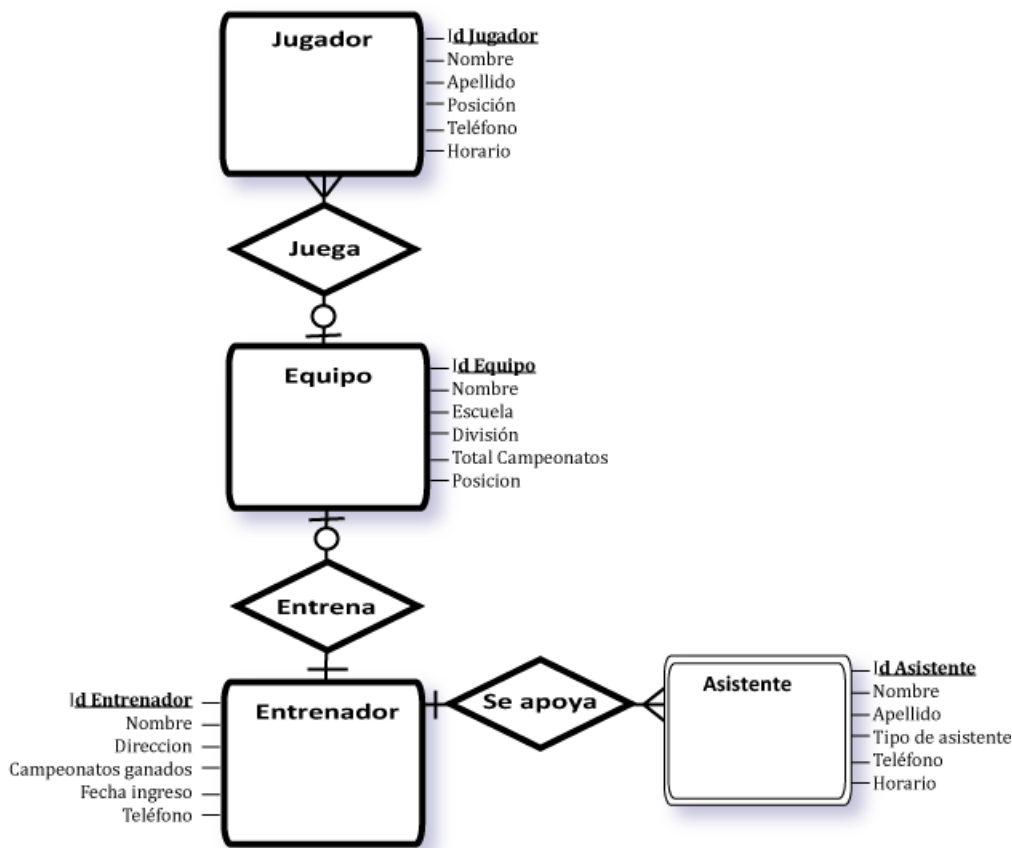 Jugador
Id Jugador
Nombre
Apellido
Posición
Teléfono
Horario
Juega
Equipo
Id Equipo
Nombre
Escuela
División
Total Campeonatos
Posicion
Entrena
Entrenador
Id Entrenador
Nombre
Direccion
Campeonatos ganados
Fecha ingreso
Teléfono
Se apoya
Asistente
Id Asistente
Nombre
Apellido
Tipo de asistente
Teléfono
Horario